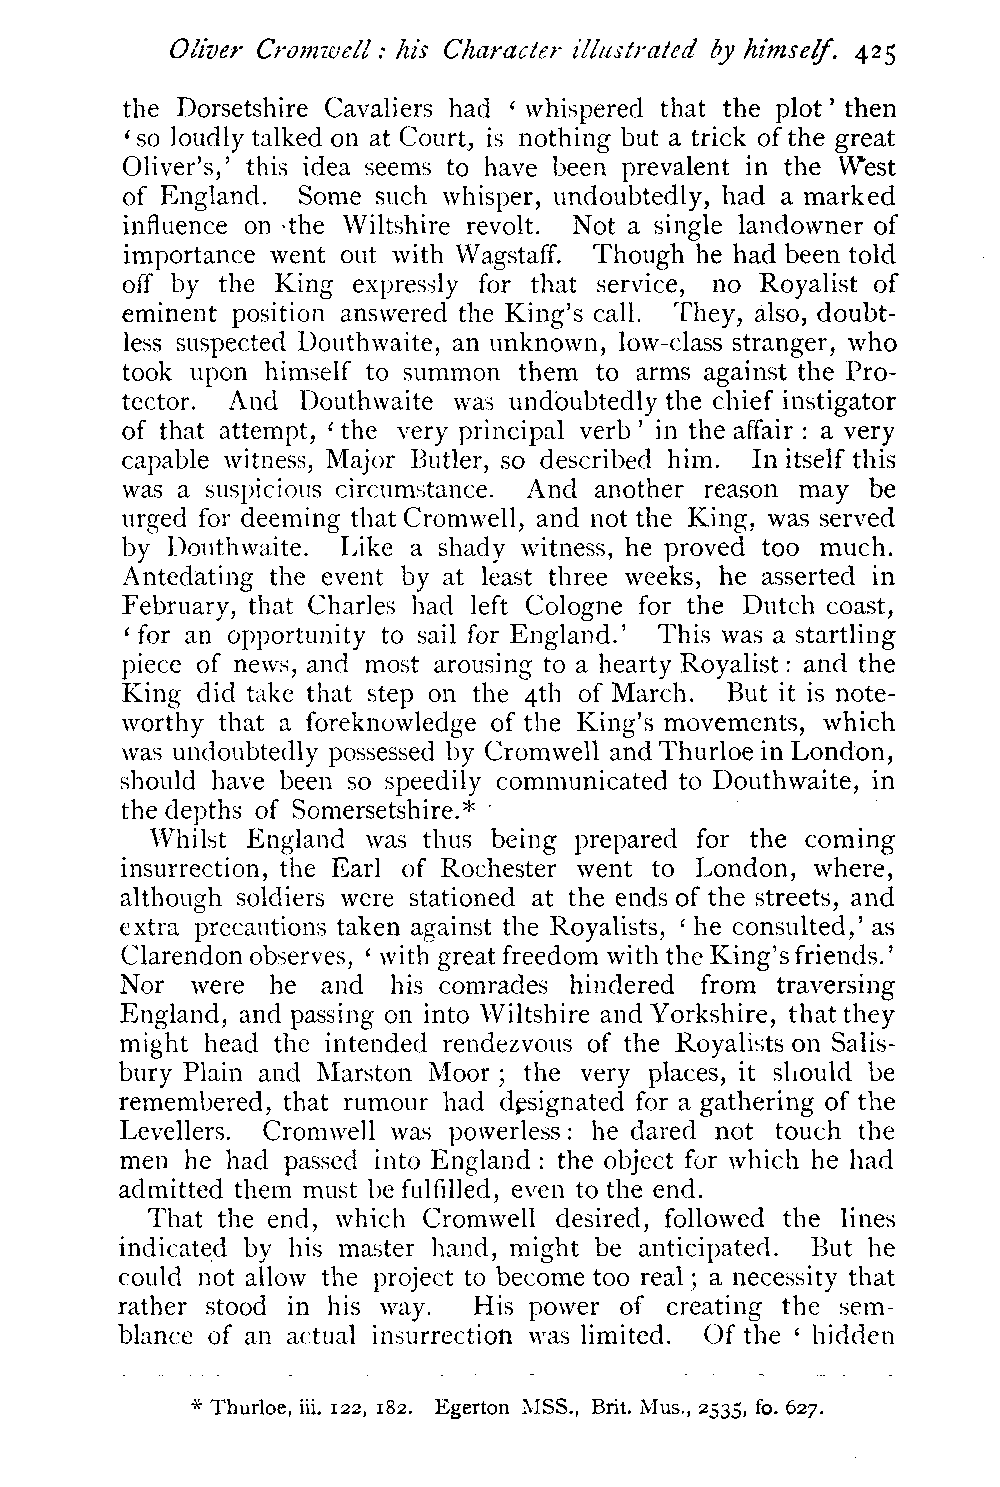 Oliver Cromwell : his Character illustrated by himself. 425
the Dorsetshire Cavaliers had ‘ whispered that the plot ’ then
‘ so loudly talked on at Court, is nothing but a trick of the great
Oliver's,’ this idea seems to have been prevalent in the West
of England. Some such whisper, undoubtedly, had a marked
influence on the Wiltshire revolt. Not a single landowner of
importance went out with Wagstaff. Though he had been told
off by the King expressly for that service, no Royalist of
eminent position answered the King's call. They, also, doubt-
less suspected Douthwaite, an unknown, low-class stranger, who
took upon himself to summon them to arms against the Pro-
tector. And Douthwaite was undoubtedly the chief instigator
of that attempt, ‘ the very principal verb ’ in the affair : a very
capable witness, Major Butler, so described him. In itself this
was a suspicious circumstance. And another reason may be
urged for deeming that Cromwell, and not the King, was served
by Douthwaite. Like a shady witness, he proved too much.
Antedating the event by at least three weeks, he asserted in
February, that Charles had left Cologne for the Dutch coast,
‘ for an opportunity to sail for England.’ This was a startling
piece of news, and most arousing to a hearty Royalist : and the
King did take that step on the 4th of March. But it is note-
worthy that a foreknowledge of the King's movements, which
was undoubtedly possessed by Cromwell and Thurloe in London,
should have been so speedily communicated to Douthwaite, in
the depths of Somersetshire.*
Whilst England was thus being prepared for the coming
insurrection, the Earl of Rochester went to London, where,
although soldiers were stationed at the ends of the streets, and
extra precautions taken against the Royalists, ‘ he consulted,’ as
Clarendon observes, ‘ with great freedom with the King's friends.’
Nor were he and his comrades hindered from traversing
England, and passing on into Wiltshire and Yorkshire, that they
might head the intended rendezvous of the Royalists on Salis-
bury Plain and Marston Moor ; the very places, it should be
remembered, that rumour had designated for a gathering of the
Levellers. Cromwell was powerless : he dared not touch the
men he had passed into England : the object for which he had
admitted them must be fulfilled, even to the end.
That the end, which Cromwell desired, followed the lines
indicated by his master hand, might be anticipated. But he
could not allow the project to become too real ; a necessity that
rather stood in his way. His power of creating the sem-
blance of an actual insurrection was limited. Of the ‘ hidden
* Thurloe, iii. 122, 182. Egerton MSS., Brit. Mus., 2535, fo. 627.